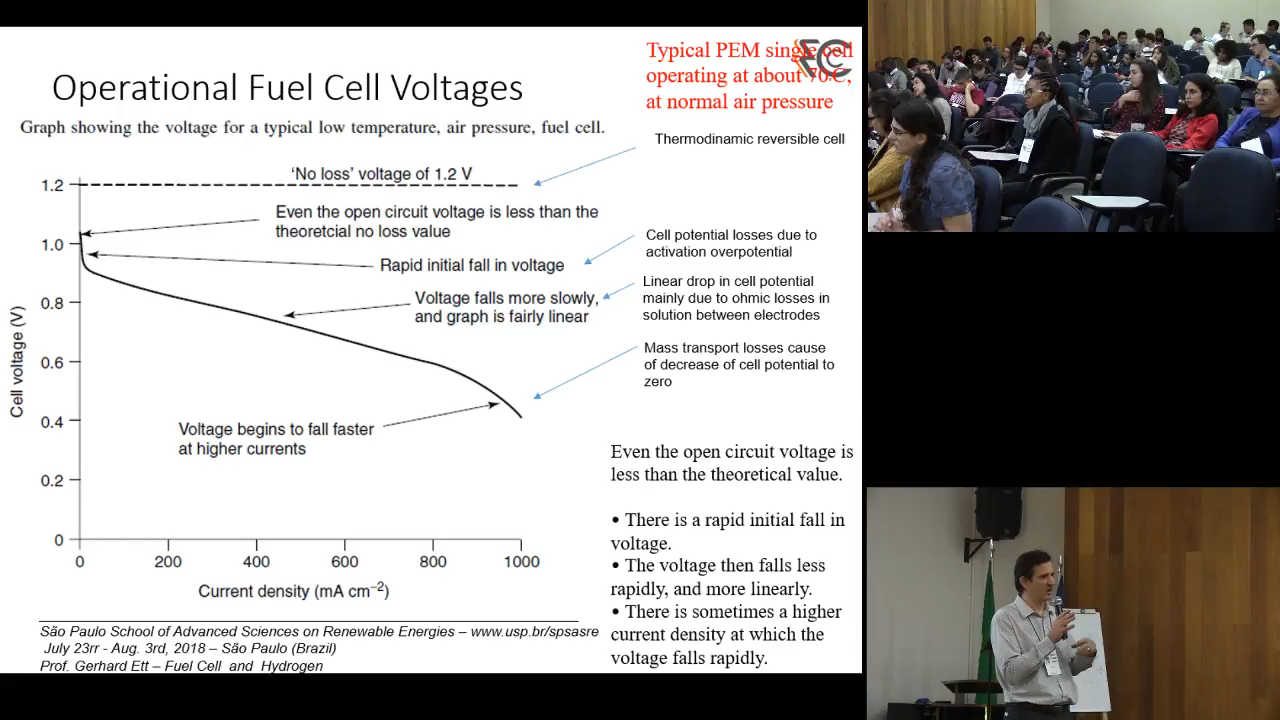 Operational Fuel Cell Voltages
Graph showing the voltage for a typical low temperature, air pressure, fuel cell.
Typical PEM single cell
operating at about 70°C,
at normal air pressure
Thermodinamic reversible cell
'No loss' voltage of 1.2 V
Even the open circuit voltage is less than the
theoretcial no loss value
Rapid initial fall in voltage
Cell potential losses due to
activation overpotential
Voltage falls more slowly,
and graph is fairly linear
Linear drop in cell potential
mainly due to ohmic losses in
solution between electrodes
Mass transport losses cause
of decrease of cell potential to
zero
Voltage begins to fall faster
at higher currents
Cell voltage (V)
1.2
1.0
0.8
0.6
0.4
0.2
0
0 200 400 600 800 1000
Current density (mA cm⁻²)
Even the open circuit voltage is
less than the theoretical value.
• There is a rapid initial fall in
voltage.
• The voltage then falls less
rapidly, and more linearly.
• There is sometimes a higher
current density at which the
voltage falls rapidly.
São Paulo School of Advanced Sciences on Renewable Energies – www.usp.br/spsasre
July 23rr - Aug. 3rd, 2018 – São Paulo (Brazil)
Prof. Gerhard Ett – Fuel Cell and Hydrogen